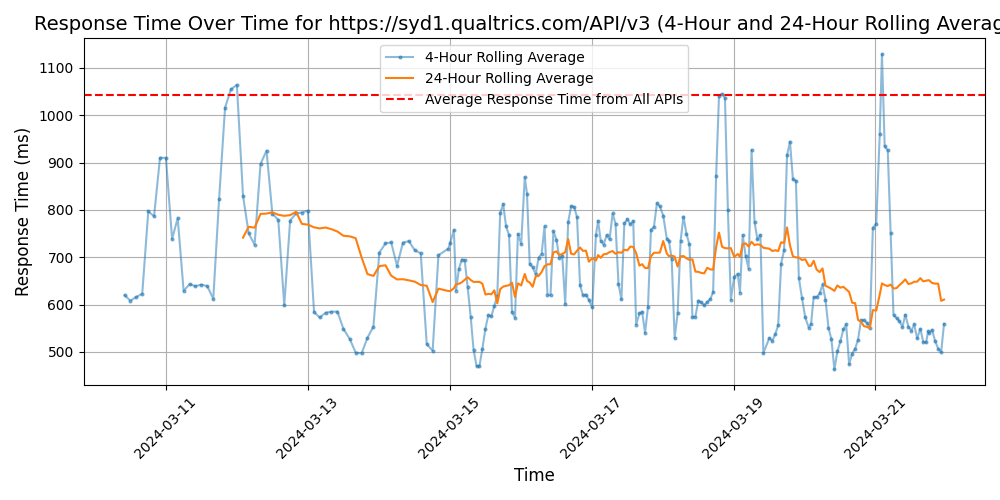 Response Time Over Time for https://syd1.qualtrics.com/API/v3 (4-Hour and 24-Hour Rolling Averag
4-Hour Rolling Average
24-Hour Rolling Average
Average Response Time from All APIs
Response Time (ms)
1100
1000
900
800
700
600
500
2024-03-11
2024-03-13
2024-03-15
2024-03-17
2024-03-19
2024-03-21
Time